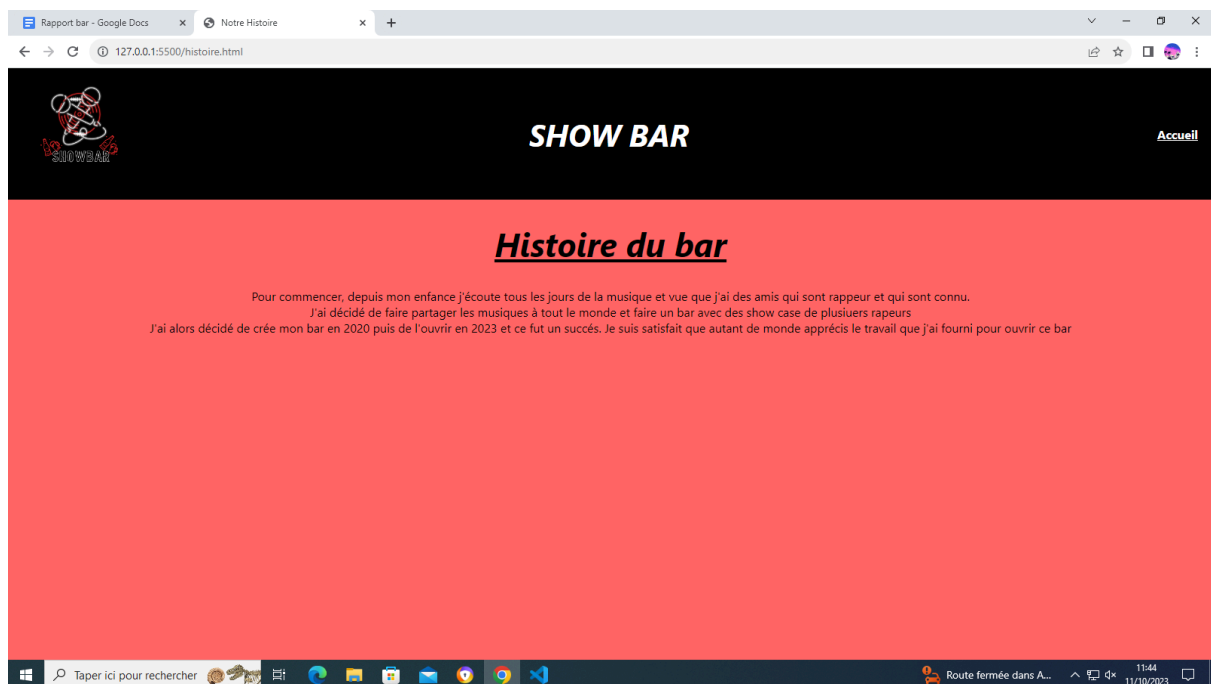 Rapport bar - Google Docs
Notre Histoire
127.0.0.1:5500/histoire.html
SHOWBAR
SHOW BAR
Accueil
Histoire du bar
Pour commencer, depuis mon enfance j'écoute tous les jours de la musique et vue que j'ai des amis qui sont rappeur et qui sont connu.
J'ai décidé de faire partager les musiques à tout le monde et faire un bar avec des show case de plusiuers rapeurs
J'ai alors décidé de crée mon bar en 2020 puis de l'ouvrir en 2023 et ce fut un succés. Je suis satisfait que autant de monde apprécis le travail que j'ai fourni pour ouvrir ce bar
Taper ici pour rechercher
Route fermée dans A...
11:44
11/10/2023